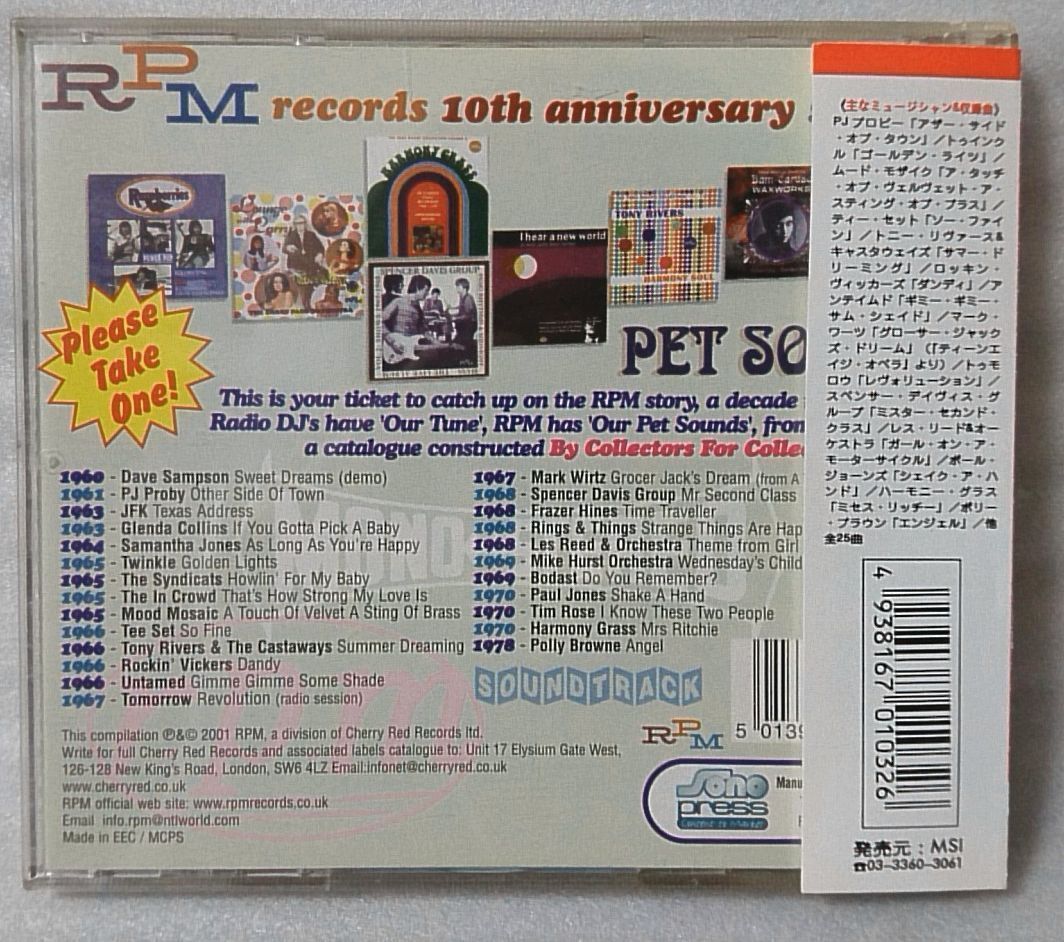 RPM records 10th anniversary
Raspberries
HARMONY GRASS
I hear a new world
TONY RIVERS
HARMONY SOUL
WAXWORKS
SPENCER DAVIS GROUP
Please
Take
One!
PET SO
This is your ticket to catch up on the RPM story, a decade
Radio DJ's have 'Our Tune', RPM has 'Our Pet Sounds', from
a catalogue constructed By Collectors For Colle
1960 - Dave Sampson Sweet Dreams (demo)
1961 - PJ Proby Other Side Of Town
1963 - JFK Texas Address
1963 - Glenda Collins If You Gotta Pick A Baby
1964 - Samantha Jones As Long As You're Happy
1965 - Twinkle Golden Lights
1965 - The Syndicats Howlin' For My Baby
1965 - The In Crowd That's How Strong My Love Is
1965 - Mood Mosaic A Touch Of Velvet A Sting Of Brass
1966 - Tee Set So Fine
1966 - Tony Rivers & The Castaways Summer Dreaming
1966 - Rockin' Vickers Dandy
1966 - Untamed Gimme Gimme Some Shade
1967 - Tomorrow Revolution (radio session)
1967 - Mark Wirtz Grocer Jack's Dream (from A
1968 - Spencer Davis Group Mr Second Class
1968 - Frazer Hines Time Traveller
1968 - Rings & Things Strange Things Are Hap
1968 - Les Reed & Orchestra Theme from Girl
1969 - Mike Hurst Orchestra Wednesday's Child
1969 - Bodast Do You Remember?
1970 - Paul Jones Shake A Hand
1970 - Tim Rose I Know These Two People
1970 - Harmony Grass Mrs Ritchie
1978 - Polly Browne Angel
SOUNDTRACK
This compilation ℗&© 2001 RPM, a division of Cherry Red Records ltd.
Write for full Cherry Red Records and associated labels catalogue to: Unit 17 Elysium Gate West,
126-128 New King's Road, London, SW6 4LZ Email:infonet@cherryred.co.uk
www.cherryred.co.uk
RPM official web site: www.rpmrecords.co.uk
Email info.rpm@ntlworld.com
Made in EEC / MCPS
RPM
5 0139
Soho
press
Manu
《主なミュージシャン&収録曲》
PJプロビー「アザー・サイド
・オブ・タウン」/トゥインク
ル「ゴールデン・ライツ」/
ムード・モザイク「ア・タッチ
・オブ・ヴェルヴェット・ア・
スティング・オブ・ブラス」/
ティー・セット「ソー・ファイ
ン」/トニー・リヴァース&
キャスタウェイズ「サマー・ド
リーミング」/ロッキン・
ヴィッカーズ「ダンディ」/ア
ンテイムド「ギミー・ギミー・
サム・シェイド」/マーク・
ワーツ「グローサー・ジャック
ズ・ドリーム」(「ティーンエ
イジ・オペラ」より)/トゥモ
ロウ「レヴォリューション」/
スペンサー・デイヴィス・グ
ループ「ミスター・セカンド・
クラス」/レス・リード&オー
ケストラ「ガール・オン・ア・
モーターサイクル」/ポール・
ジョーンズ「シェイク・ア・ハ
ンド」/ハーモニー・グラス
「ミセス・リッチー」/ポリー
・ブラウン「エンジェル」/他
全25曲
4 938167 010326
発売元:MSI
☎03-3360-3061